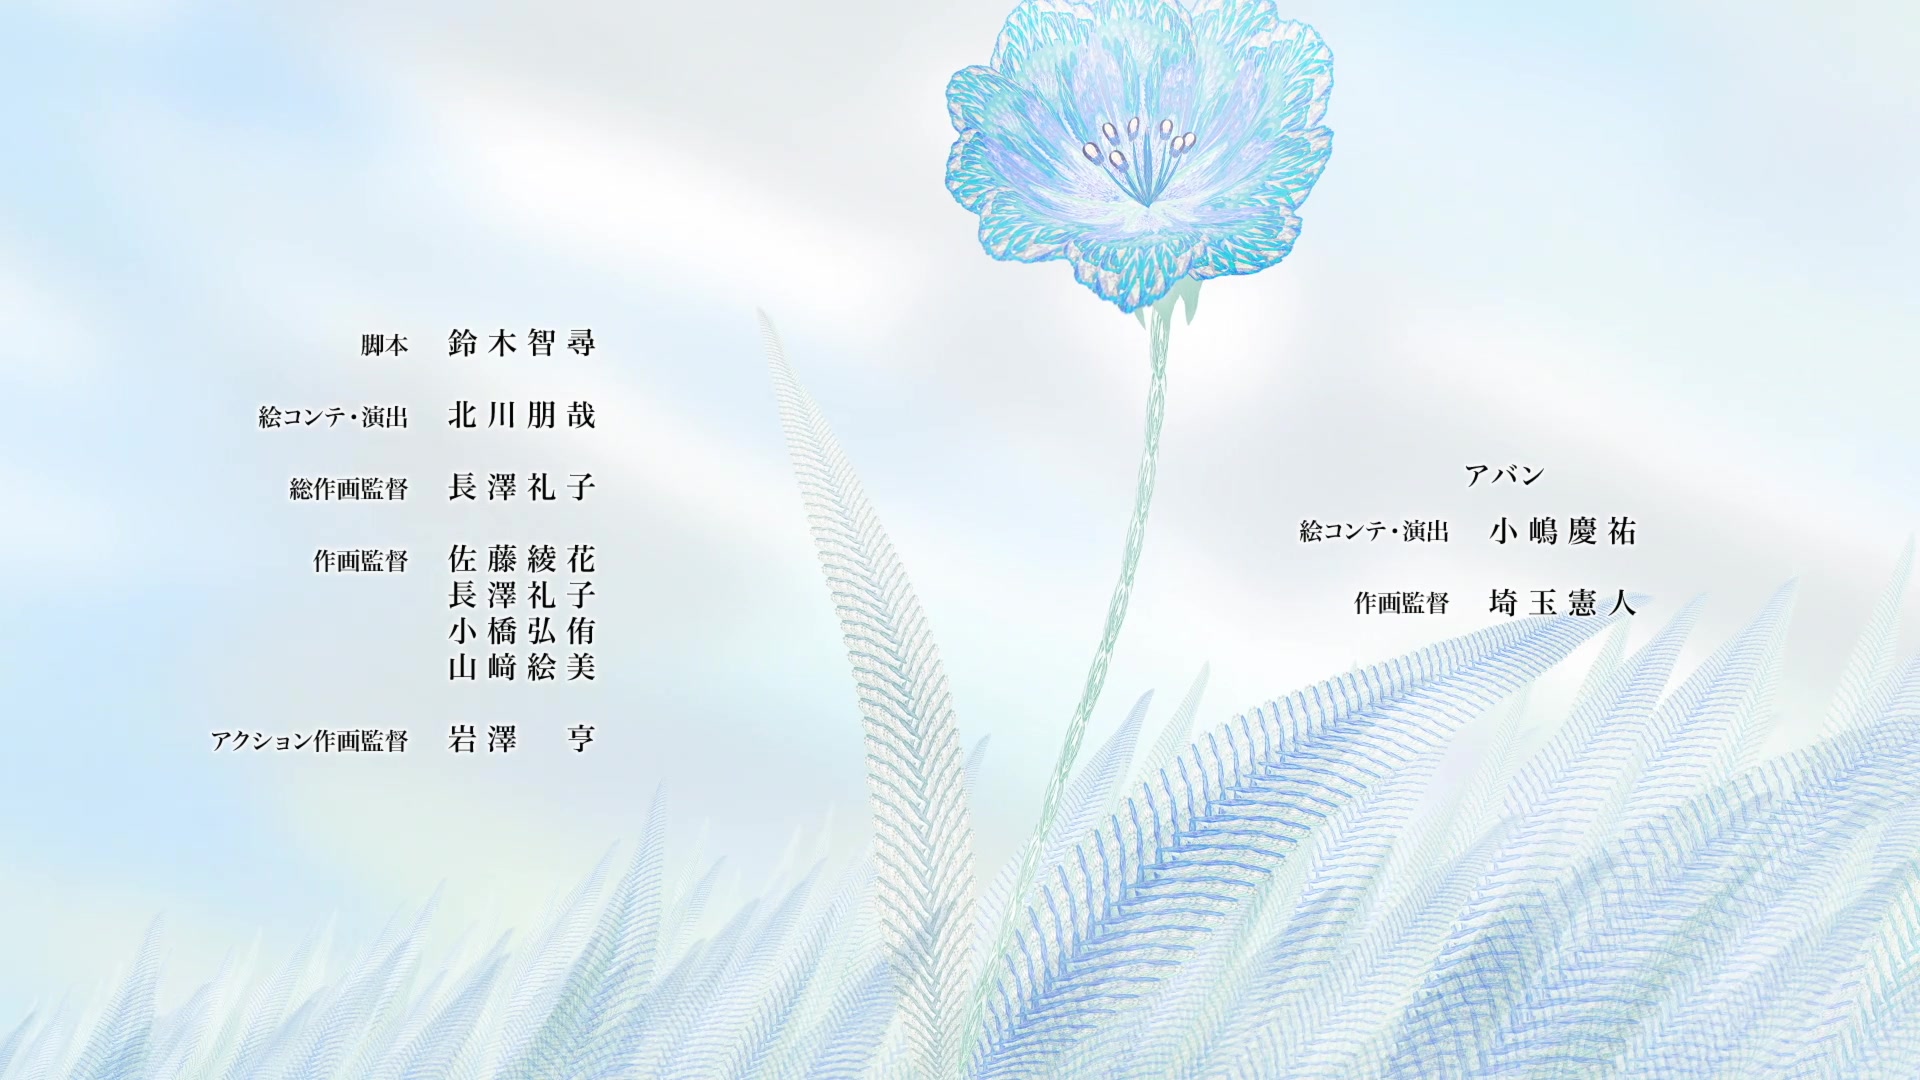 脚本 鈴木智尋
絵コンテ・演出 北川朋哉
総作画監督 長澤礼子
作画監督 佐藤綾花
長澤礼子
小橋弘侑
山﨑絵美
アクション作画監督 岩澤 亨
アバン
絵コンテ・演出 小嶋慶祐
作画監督 埼玉憲人